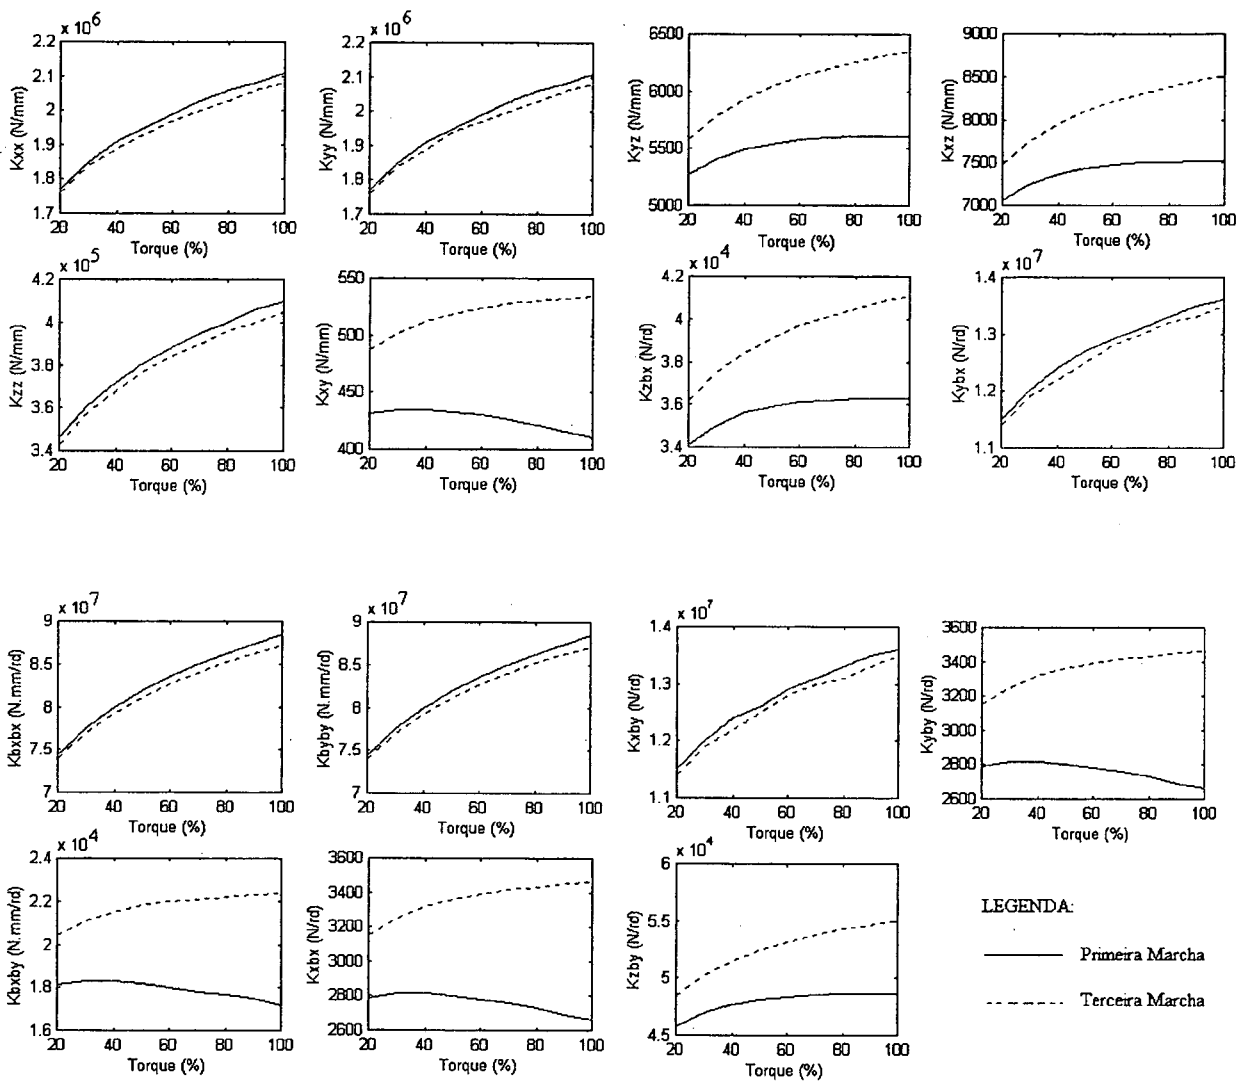 x 10^6
2.2
2.1
2
1.9
1.8
1.7
Kxx (N/mm)
20 40 60 80 100
Torque (%)
x 10^6
2.2
2.1
2
1.9
1.8
1.7
Kyy (N/mm)
20 40 60 80 100
Torque (%)
6500
6000
5500
5000
Kyz (N/mm)
20 40 60 80 100
Torque (%)
9000
8500
8000
7500
7000
Kxz (N/mm)
20 40 60 80 100
Torque (%)
x 10^5
4.2
4
3.8
3.6
3.4
Kzz (N/mm)
20 40 60 80 100
Torque (%)
550
500
450
400
Kxy (N/mm)
20 40 60 80 100
Torque (%)
x 10^4
4.2
4
3.8
3.6
3.4
Kzbx (N/rd)
20 40 60 80 100
Torque (%)
x 10^7
1.4
1.3
1.2
1.1
Kybx (N/rd)
20 40 60 80 100
Torque (%)
x 10^7
9
8.5
8
7.5
7
Kbxbx (N.mm/rd)
20 40 60 80 100
Torque (%)
x 10^7
9
8.5
8
7.5
7
Kbyby (N.mm/rd)
20 40 60 80 100
Torque (%)
x 10^7
1.4
1.3
1.2
1.1
Kxby (N/rd)
20 40 60 80 100
Torque (%)
3600
3400
3200
3000
2800
2600
Kyby (N/rd)
20 40 60 80 100
Torque (%)
x 10^4
2.4
2.2
2
1.8
1.6
Kbxby (N.mm/rd)
20 40 60 80 100
Torque (%)
3600
3400
3200
3000
2800
2600
Kxbx (N/rd)
20 40 60 80 100
Torque (%)
x 10^4
6
5.5
5
4.5
Kzby (N/rd)
20 40 60 80 100
Torque (%)
LEGENDA:
Primeira Marcha
Terceira Marcha